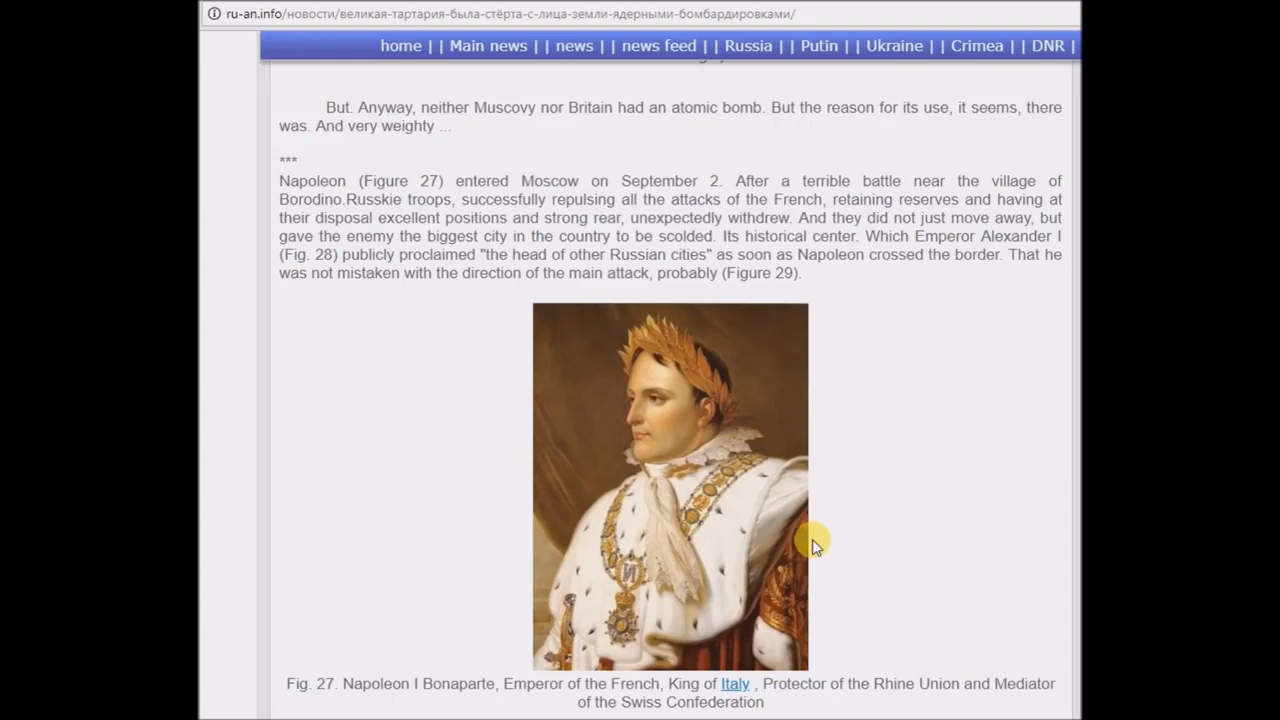 ru-an.info/новости/великая-тартария-была-стёрта-с-лица-земли-ядерными-бомбардировками/
home | | Main news | | news | | news feed | | Russia | | Putin | | Ukraine | | Crimea | | DNR |
But. Anyway, neither Muscovy nor Britain had an atomic bomb. But the reason for its use, it seems, there
was. And very weighty ...
***
Napoleon (Figure 27) entered Moscow on September 2. After a terrible battle near the village of
Borodino.Russkie troops, successfully repulsing all the attacks of the French, retaining reserves and having at
their disposal excellent positions and strong rear, unexpectedly withdrew. And they did not just move away, but
gave the enemy the biggest city in the country to be scolded. Its historical center. Which Emperor Alexander I
(Fig. 28) publicly proclaimed "the head of other Russian cities" as soon as Napoleon crossed the border. That he
was not mistaken with the direction of the main attack, probably (Figure 29).
Fig. 27. Napoleon I Bonaparte, Emperor of the French, King of Italy , Protector of the Rhine Union and Mediator
of the Swiss Confederation